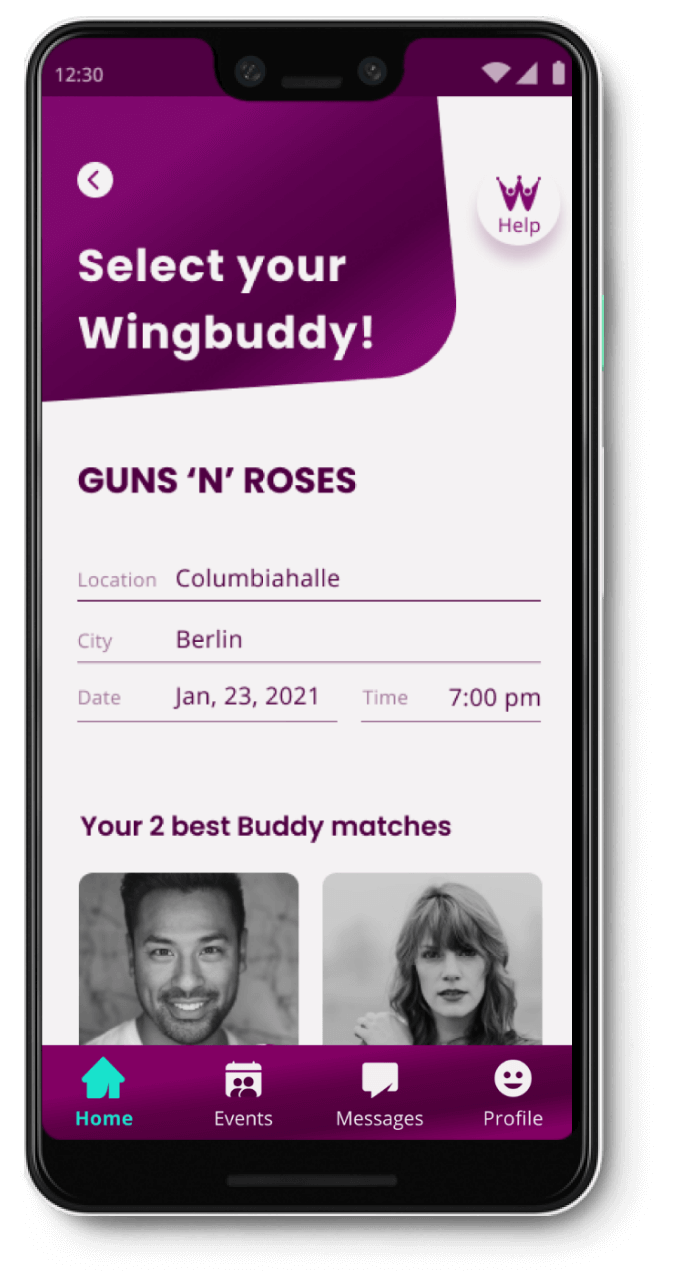 12:30
Help
Select your
Wingbuddy!
GUNS ‘N’ ROSES
Location Columbiahalle
City Berlin
Date Jan, 23, 2021 Time 7:00 pm
Your 2 best Buddy matches
Home Events Messages Profile